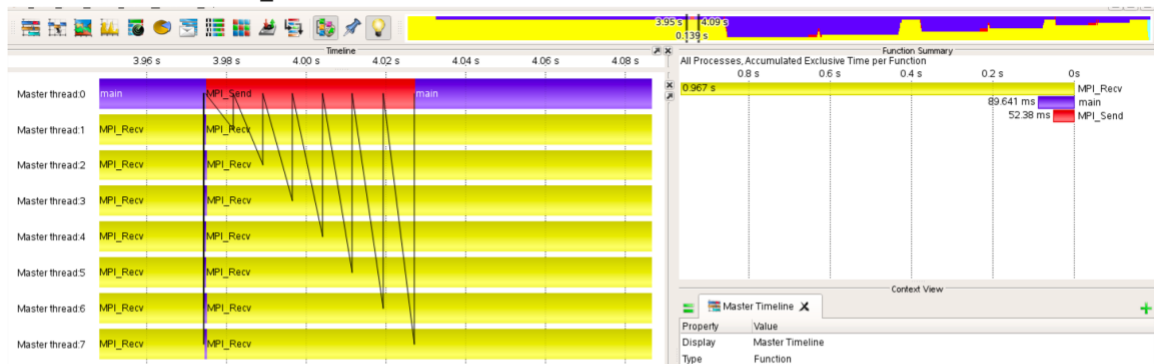 3.95 s 4.09 s
0.139 s
Timeline
3.96 s 3.98 s 4.00 s 4.02 s 4.04 s 4.06 s 4.08 s
Master thread:0 main MPI_Send main
Master thread:1 MPI_Recv MPI_Recv
Master thread:2 MPI_Recv MPI_Recv
Master thread:3 MPI_Recv MPI_Recv
Master thread:4 MPI_Recv MPI_Recv
Master thread:5 MPI_Recv MPI_Recv
Master thread:6 MPI_Recv MPI_Recv
Master thread:7 MPI_Recv MPI_Recv
Function Summary
All Processes, Accumulated Exclusive Time per Function
0.8 s 0.6 s 0.4 s 0.2 s 0s
0.967 s MPI_Recv
89.641 ms main
52.38 ms MPI_Send
Context View
Master Timeline
Property Value
Display Master Timeline
Type Function